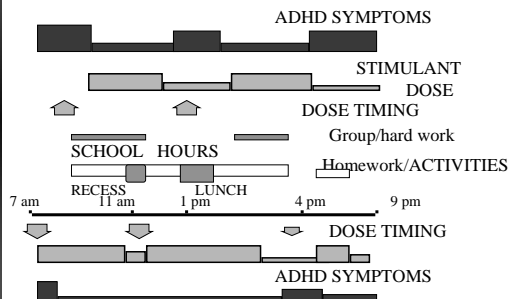 ADHD SYMPTOMS
STIMULANT
DOSE
DOSE TIMING
Group/hard work
SCHOOL HOURS
Homework/ACTIVITIES
RECESS LUNCH
7 am 11 am 1 pm 4 pm 9 pm
DOSE TIMING
ADHD SYMPTOMS